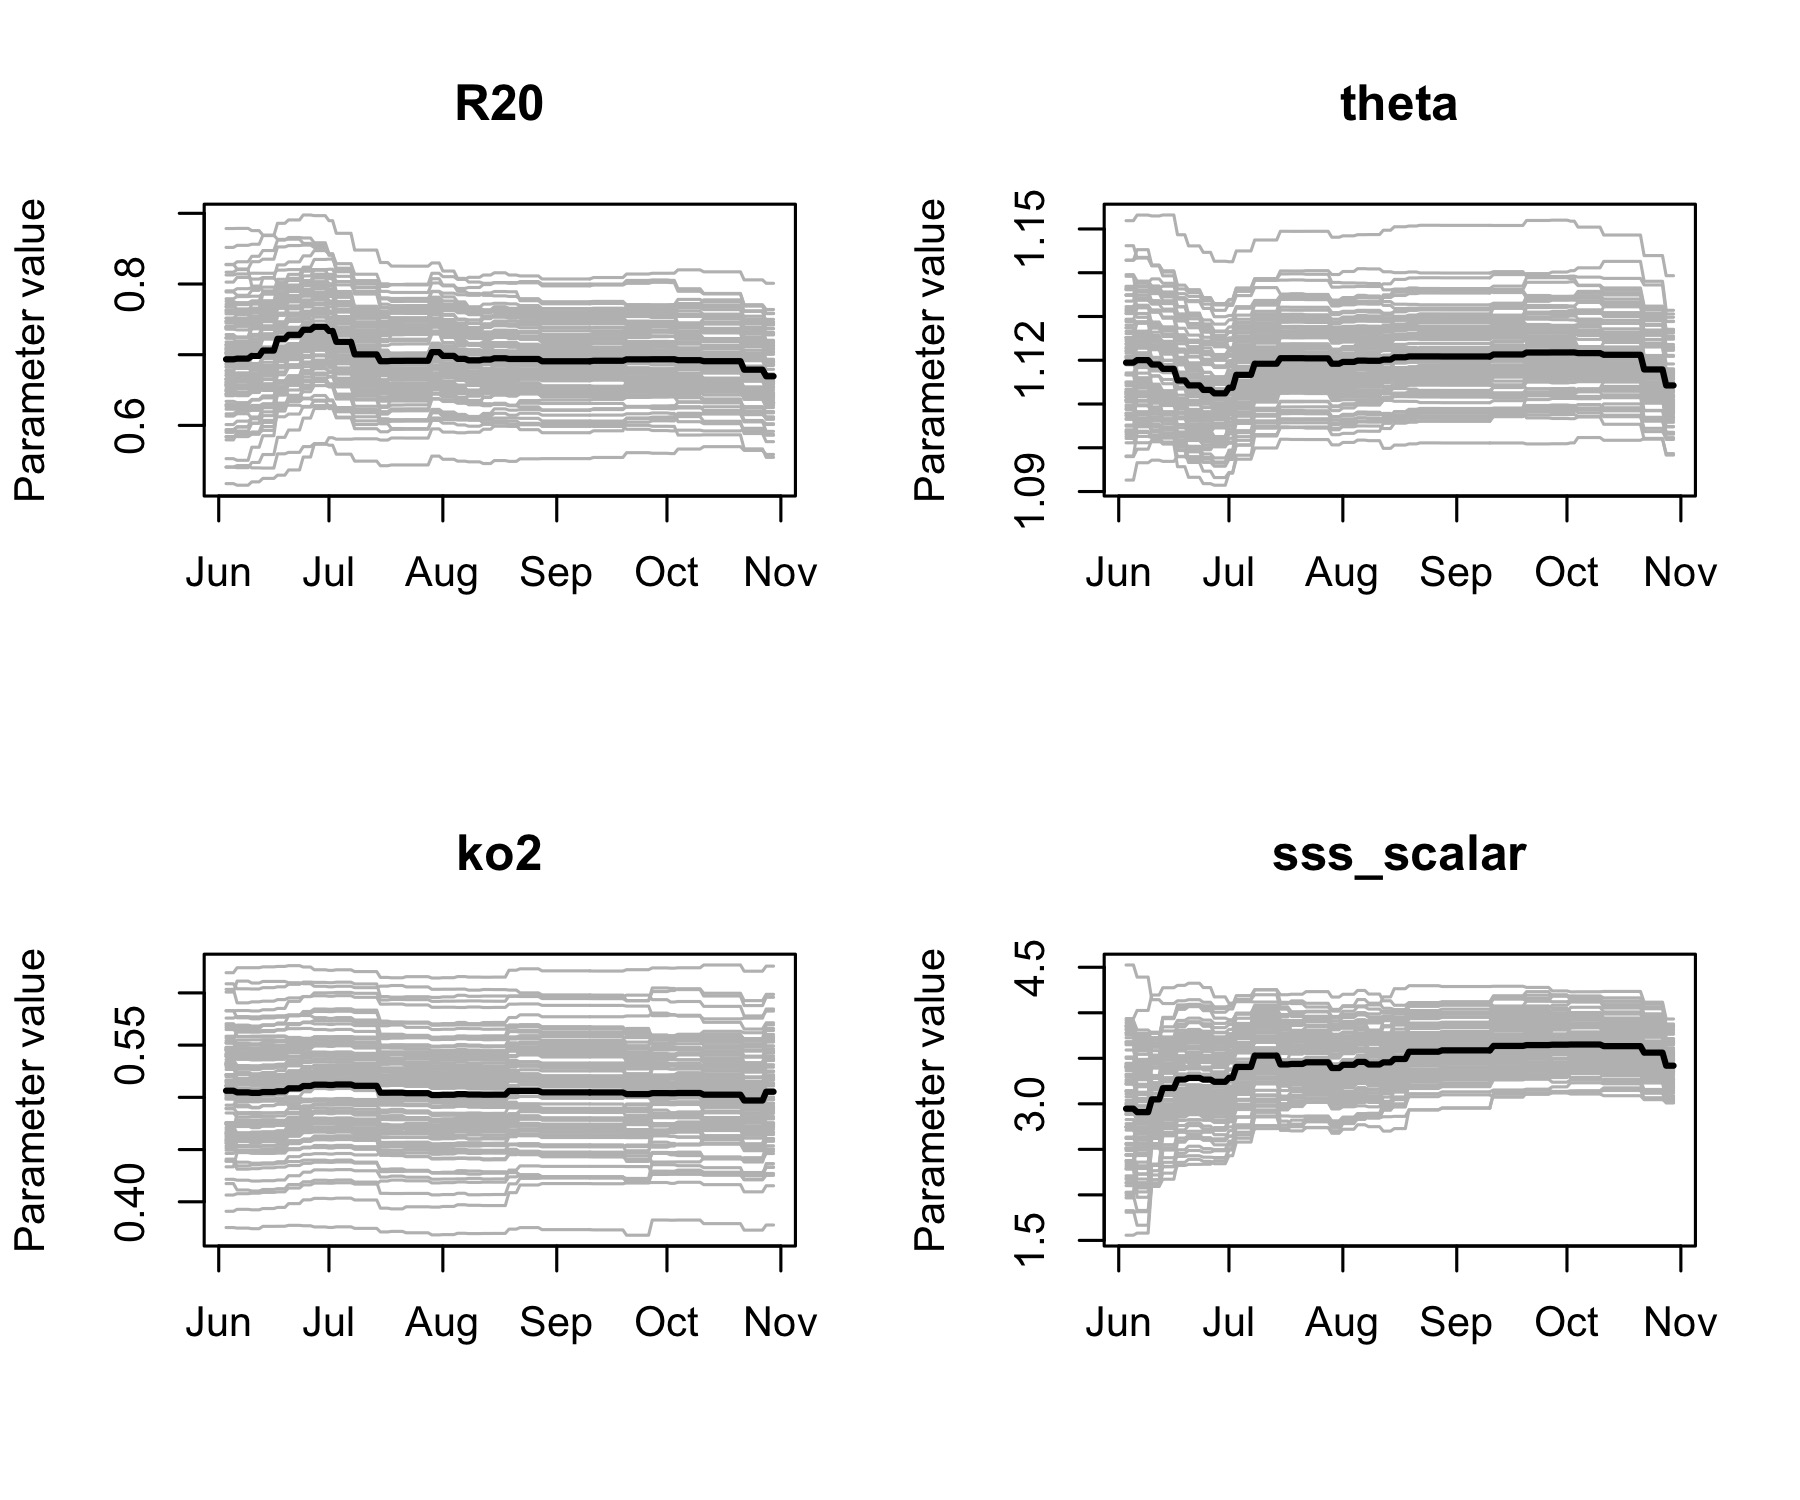 R20
Parameter value
0.8
0.6
Jun Jul Aug Sep Oct Nov
theta
Parameter value
1.15
1.12
1.09
Jun Jul Aug Sep Oct Nov
ko2
Parameter value
0.55
0.40
Jun Jul Aug Sep Oct Nov
sss_scalar
Parameter value
4.5
3.0
1.5
Jun Jul Aug Sep Oct Nov